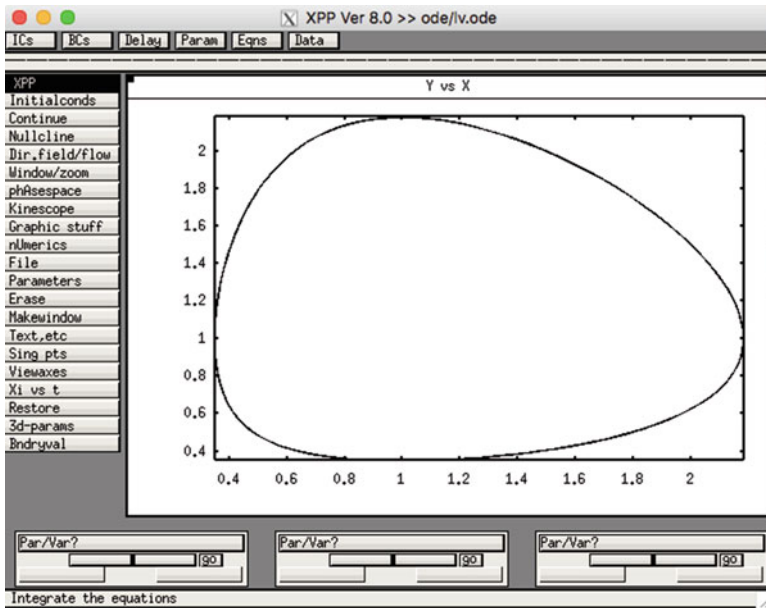 XPP Ver 8.0 >> ode/lv.ode
ICs BCs Delay Param Eqns Data
XPP
Initialconds
Continue
Nullcline
Dir.field/flow
Window/zoom
phAsespace
Kinescope
Graphic stuff
nUmerics
File
Parameters
Erase
Makewindow
Text,etc
Sing pts
Viewaxes
Xi vs t
Restore
3d-params
Bndryval
Y vs X
2
1.8
1.6
1.4
1.2
1
0.8
0.6
0.4
0.4 0.6 0.8 1 1.2 1.4 1.6 1.8 2
Par/Var? Par/Var? Par/Var?
go go go
Integrate the equations